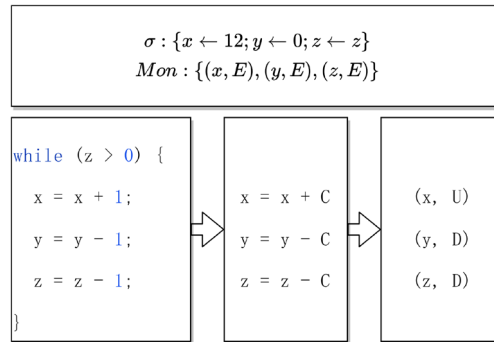 σ : {x ← 12; y ← 0; z ← z}
Mon : {(x, E), (y, E), (z, E)}
while (z > 0) {
x = x + 1;
y = y - 1;
z = z - 1;
}
x = x + C
y = y - C
z = z - C
(x, U)
(y, D)
(z, D)